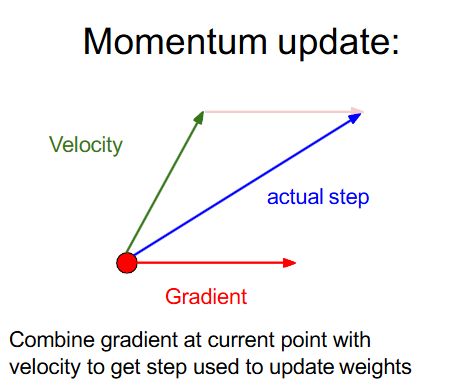 Momentum update:
Velocity
actual step
Gradient
Combine gradient at current point with
velocity to get step used to update weights